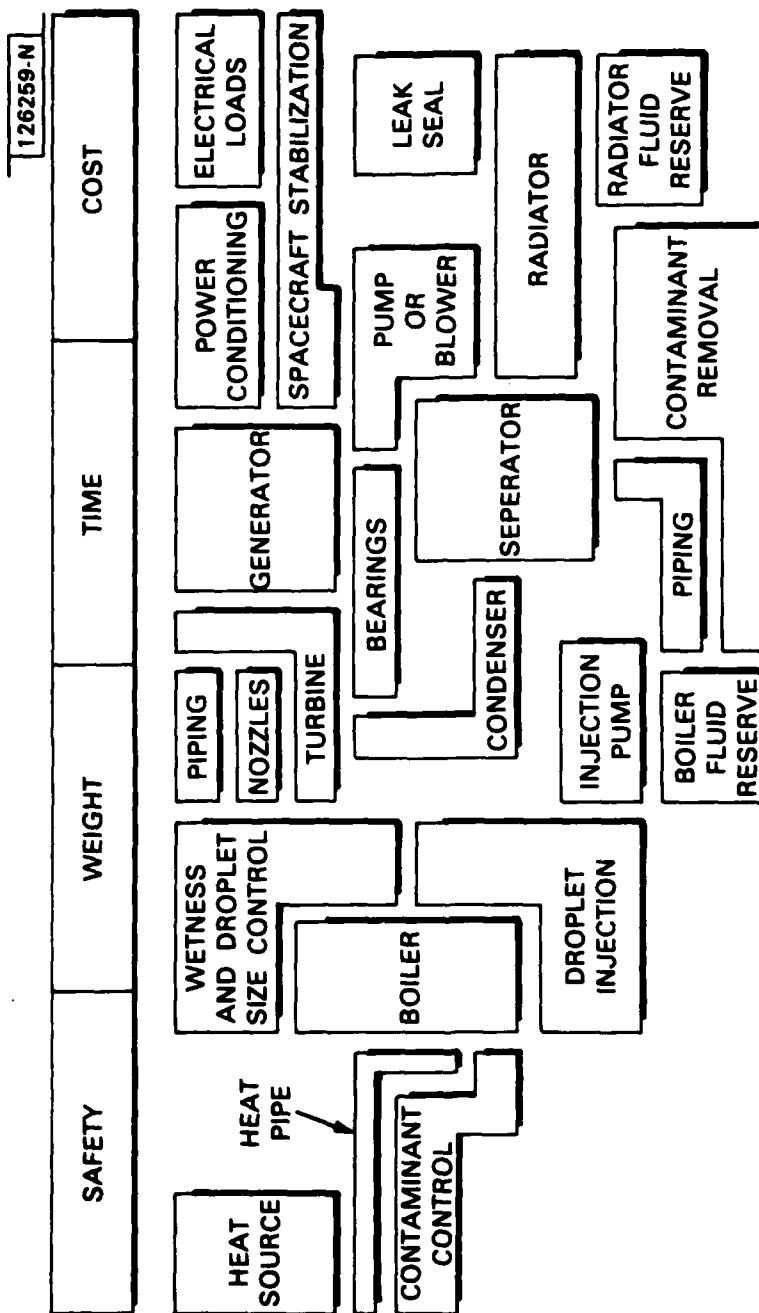 126259-N
SAFETY
WEIGHT
TIME
COST
HEAT
SOURCE
HEAT
PIPE
CONTAMINANT
CONTROL
WETNESS
AND DROPLET
SIZE CONTROL
BOILER
DROPLET
INJECTION
PIPING
NOZZLES
TURBINE
CONDENSER
INJECTION
PUMP
BOILER
FLUID
RESERVE
GENERATOR
BEARINGS
SEPERATOR
PIPING
POWER
CONDITIONING
ELECTRICAL
LOADS
SPACECRAFT STABILIZATION
PUMP
OR
BLOWER
LEAK
SEAL
RADIATOR
CONTAMINANT
REMOVAL
RADIATOR
FLUID
RESERVE